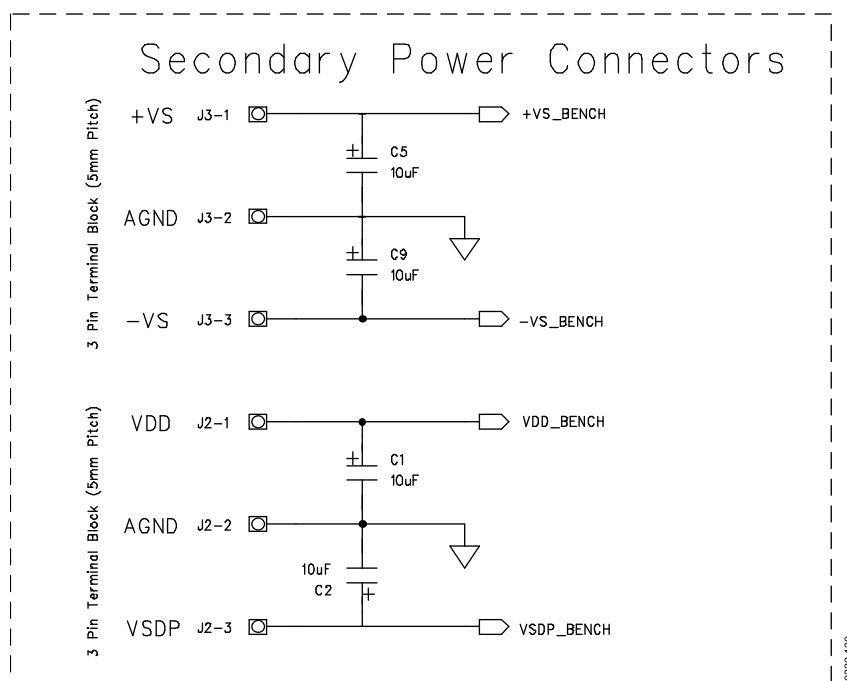 Secondary Power Connectors
3 Pin Terminal Block (5mm Pitch)
+VS J3-1 +VS_BENCH
+ C5
10uF
AGND J3-2
+ C9
10uF
-VS J3-3 -VS_BENCH
3 Pin Terminal Block (5mm Pitch)
VDD J2-1 VDD_BENCH
+ C1
10uF
AGND J2-2
10uF
C2 +
VSDP J2-3 VSDP_BENCH